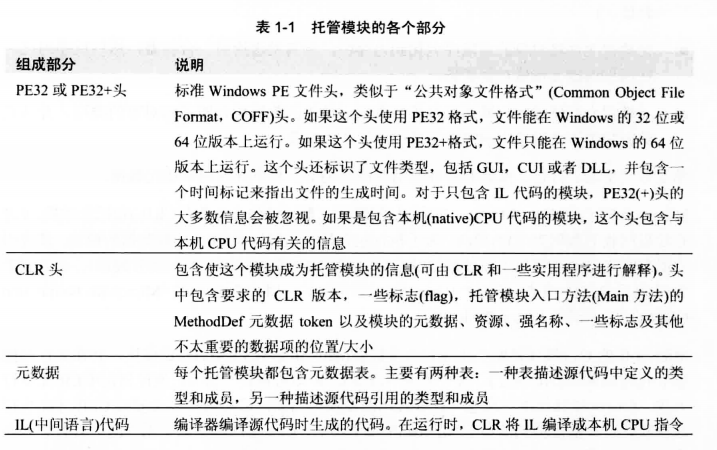 表 1-1 托管模块的各个部分
组成部分 说明
PE32 或 PE32+头 标准 Windows PE 文件头，类似于“公共对象文件格式”(Common Object File
Format，COFF)头。如果这个头使用 PE32 格式，文件能在 Windows 的 32 位或
64 位版本上运行。如果这个头使用 PE32+格式，文件只能在 Windows 的 64 位
版本上运行。这个头还标识了文件类型，包括 GUI，CUI 或者 DLL，并包含一
个时间标记来指出文件的生成时间。对于只包含 IL 代码的模块，PE32(+)头的
大多数信息会被忽视。如果是包含本机(native)CPU 代码的模块，这个头包含与
本机 CPU 代码有关的信息
CLR 头 包含使这个模块成为托管模块的信息(可由 CLR 和一些实用程序进行解释)。头
中包含要求的 CLR 版本，一些标志(flag)，托管模块入口方法(Main 方法)的
MethodDef 元数据 token 以及模块的元数据、资源、强名称、一些标志及其他
不太重要的数据项的位置/大小
元数据 每个托管模块都包含元数据表。主要有两种表：一种表描述源代码中定义的类
型和成员，另一种描述源代码引用的类型和成员
IL(中间语言)代码 编译器编译源代码时生成的代码。在运行时，CLR 将 IL 编译成本机 CPU 指令